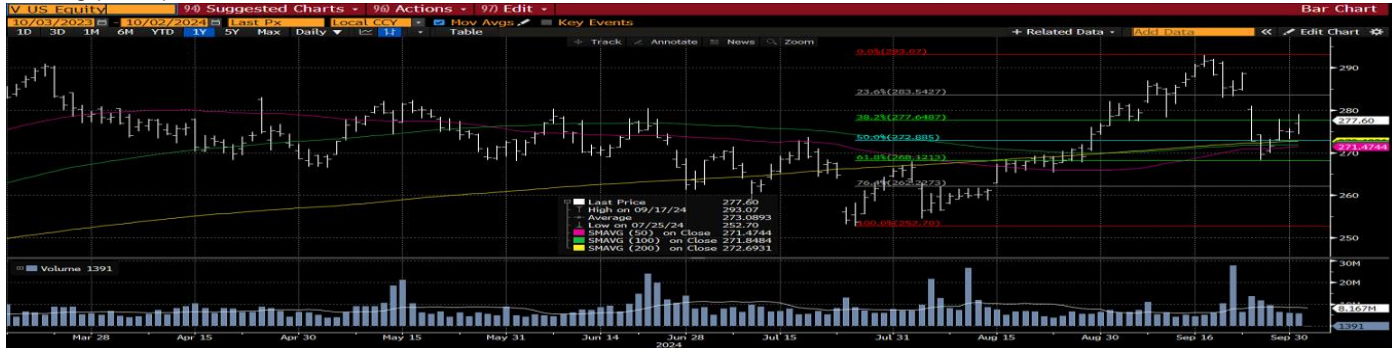 V US Equity 94) Suggested Charts 96) Actions 97) Edit Bar Chart
10/03/2023 - 10/02/2024 Last Px Local CCY Mov Avgs Key Events
1D 3D 1M 6M YTD 1Y 5Y Max Daily Table + Related Data Add Data Edit Chart
Track Annotate News Zoom
0.0%(293.07)
290
23.6%(283.5427)
280
38.2%(277.6487)
277.60
50.0%(272.885)
271.4744
270
61.8%(268.1213)
76.4%(262.2273)
260
Last Price 277.60
High on 09/17/24 293.07
Average 273.0893
Low on 07/25/24 252.70
100.0%(252.70)
SMAVG (50) on Close 271.4744
SMAVG (100) on Close 271.8484
SMAVG (200) on Close 272.6931
250
Volume 1391
30M
20M
8.167M
1391
Mar 28 Apr 15 Apr 30 May 15 May 31 Jun 14 Jun 28 Jul 15 Jul 31 Aug 15 Aug 30 Sep 16 Sep 30
2024